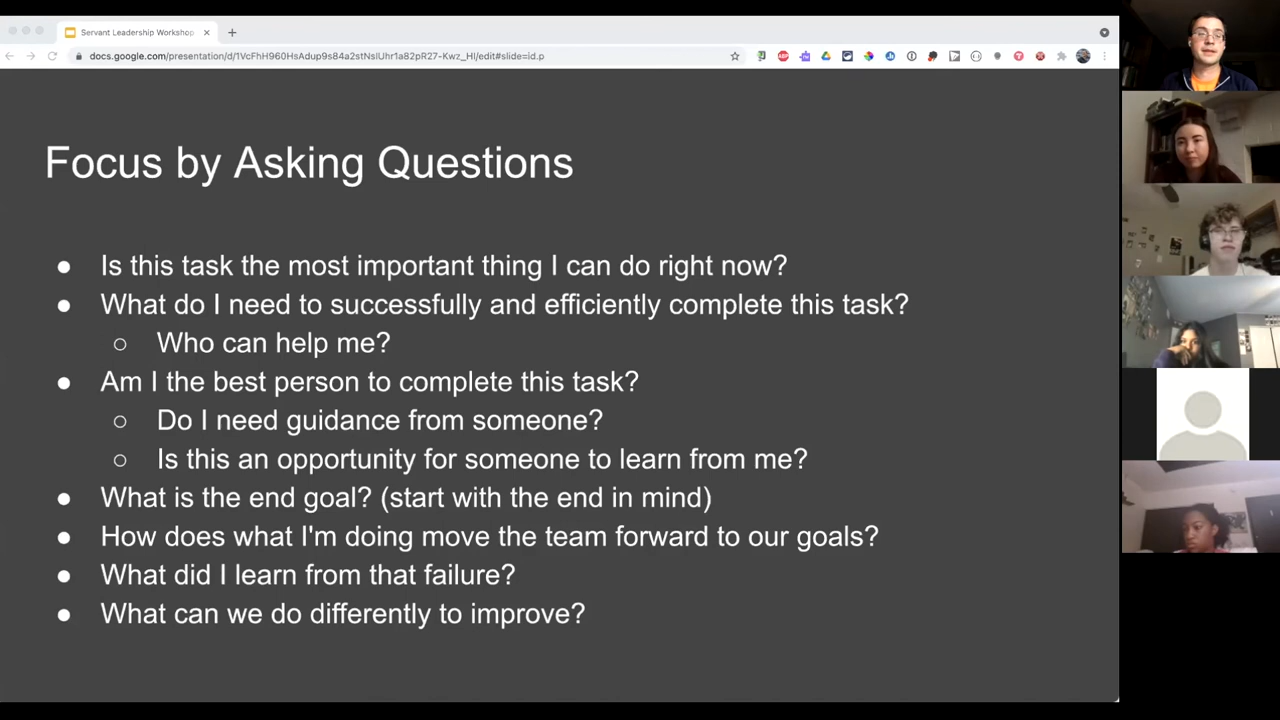 Servant Leadership Workshop
docs.google.com/presentation/d/1VcFhH960HsAdup9s84a2stNslUhr1a82pR27-Kwz_HI/edit#slide=id.p
Focus by Asking Questions
● Is this task the most important thing I can do right now?
● What do I need to successfully and efficiently complete this task?
○ Who can help me?
● Am I the best person to complete this task?
○ Do I need guidance from someone?
○ Is this an opportunity for someone to learn from me?
● What is the end goal? (start with the end in mind)
● How does what I'm doing move the team forward to our goals?
● What did I learn from that failure?
● What can we do differently to improve?